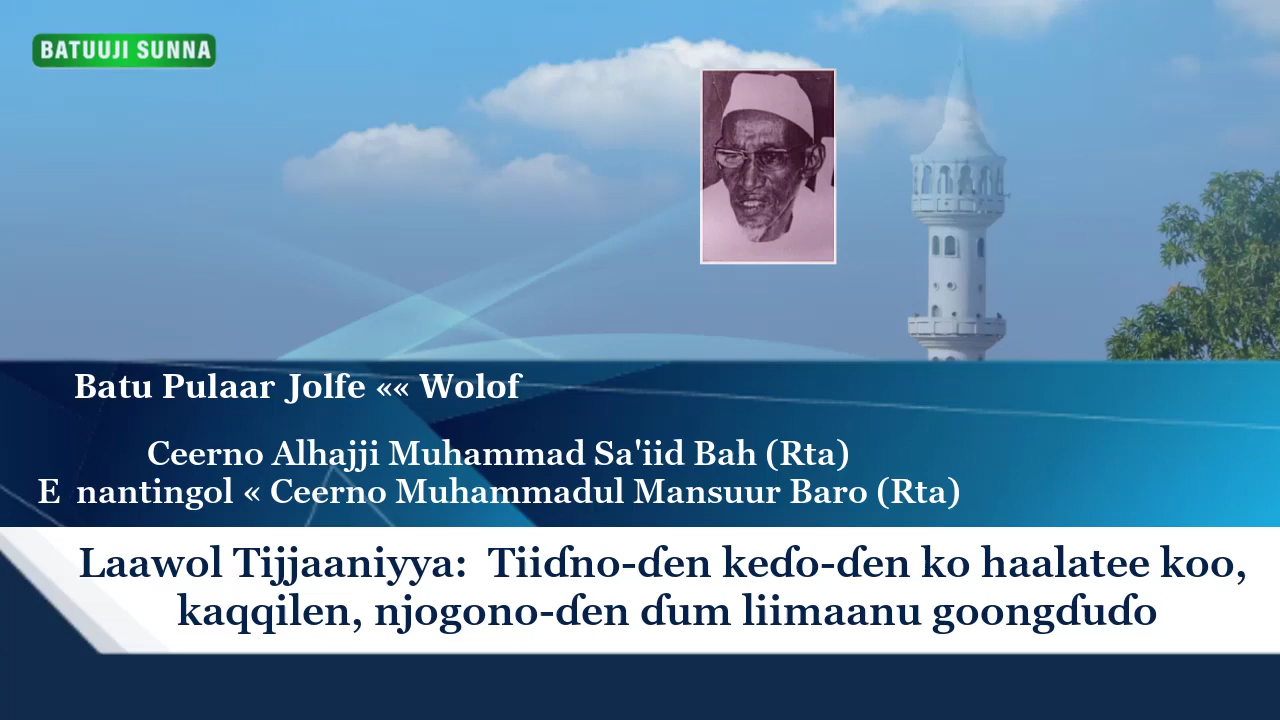 BATUUJI SUNNA
Batu Pulaar Jolfe «« Wolof
Ceerno Alhajji Muhammad Sa'iid Bah (Rta)
E nantingol « Ceerno Muhammadul Mansuur Baro (Rta)
Laawol Tijjaaniyya: Tiiɗno-ɗen keɗo-ɗen ko haalatee koo,
kaqqilen, njogono-ɗen ɗum liimaanu goongɗuɗo